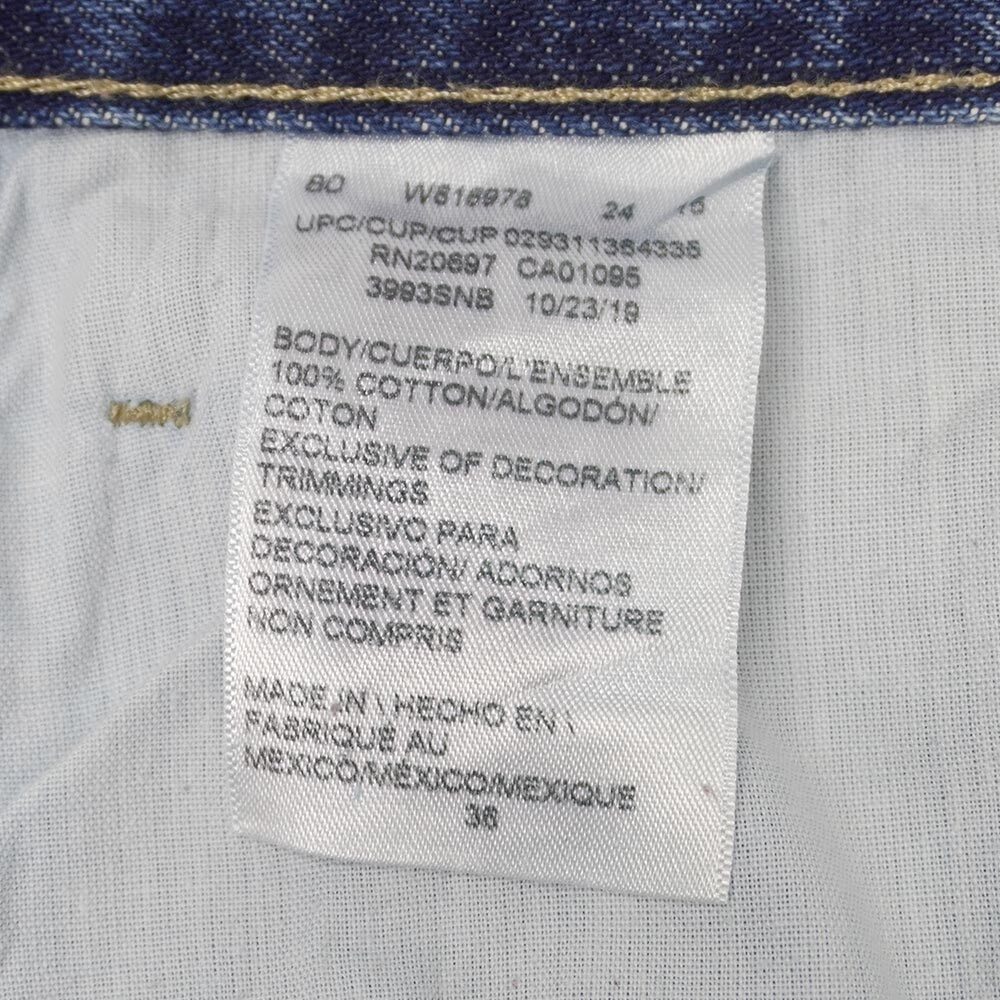 80 W816978 24 16
UPC/CUP/CUP 029311364335
RN20697 CA01095
3993SNB 10/23/19
BODY/CUERPO/L'ENSEMBLE
100% COTTON/ALGODÓN/
COTON
EXCLUSIVE OF DECORATION/
TRIMMINGS
EXCLUSIVO PARA
DECORACIÓN/ ADORNOS
ORNEMENT ET GARNITURE
NON COMPRIS
MADE IN \ HECHO EN \
FABRIQUÉ AU
MEXICO/MÉXICO/MEXIQUE
36